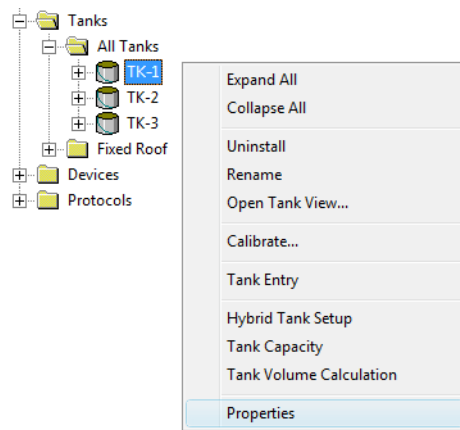 Tanks
All Tanks
TK-1
TK-2
TK-3
Fixed Roof
Devices
Protocols
Expand All
Collapse All
Uninstall
Rename
Open Tank View...
Calibrate...
Tank Entry
Hybrid Tank Setup
Tank Capacity
Tank Volume Calculation
Properties